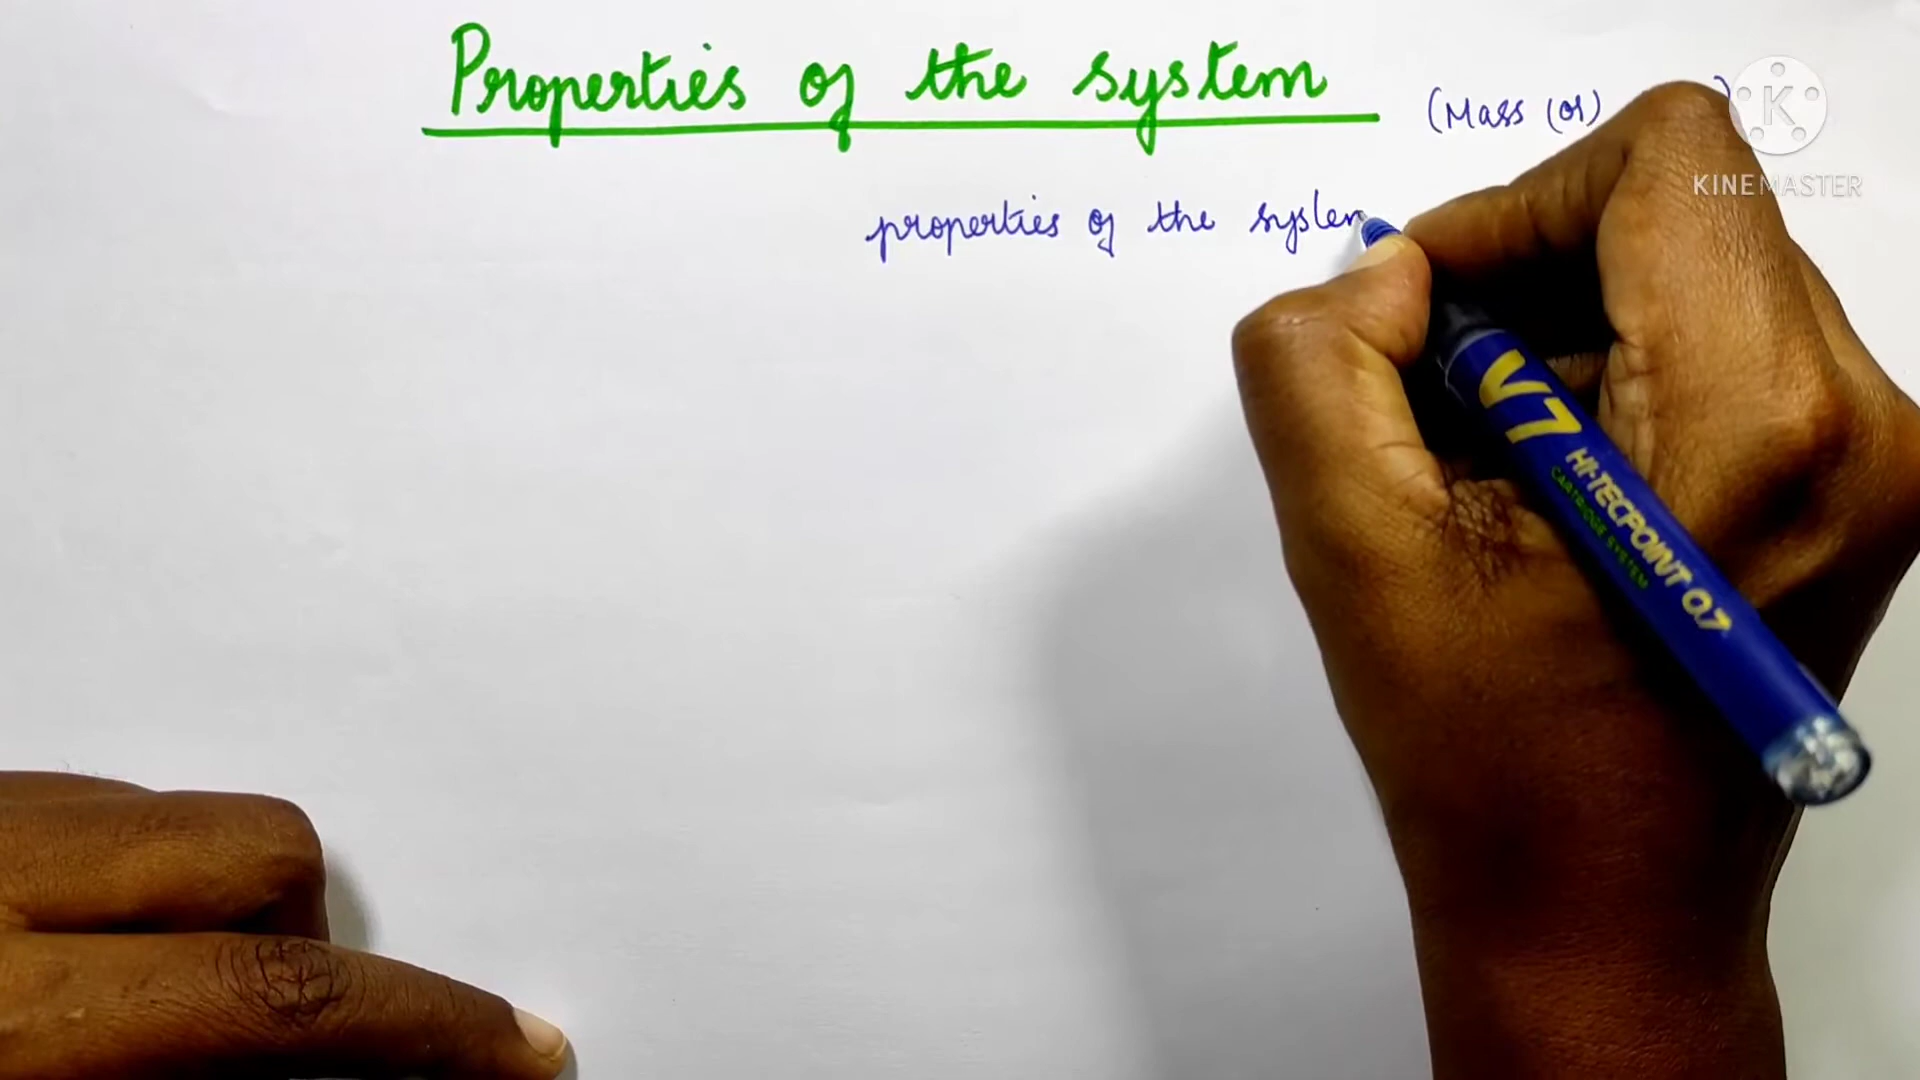 Properties of the system
(Mass (or)
properties of the system
K
KINEMASTER
V7
HI-TECPOINT 0.7
CARTRIDGE SYSTEM